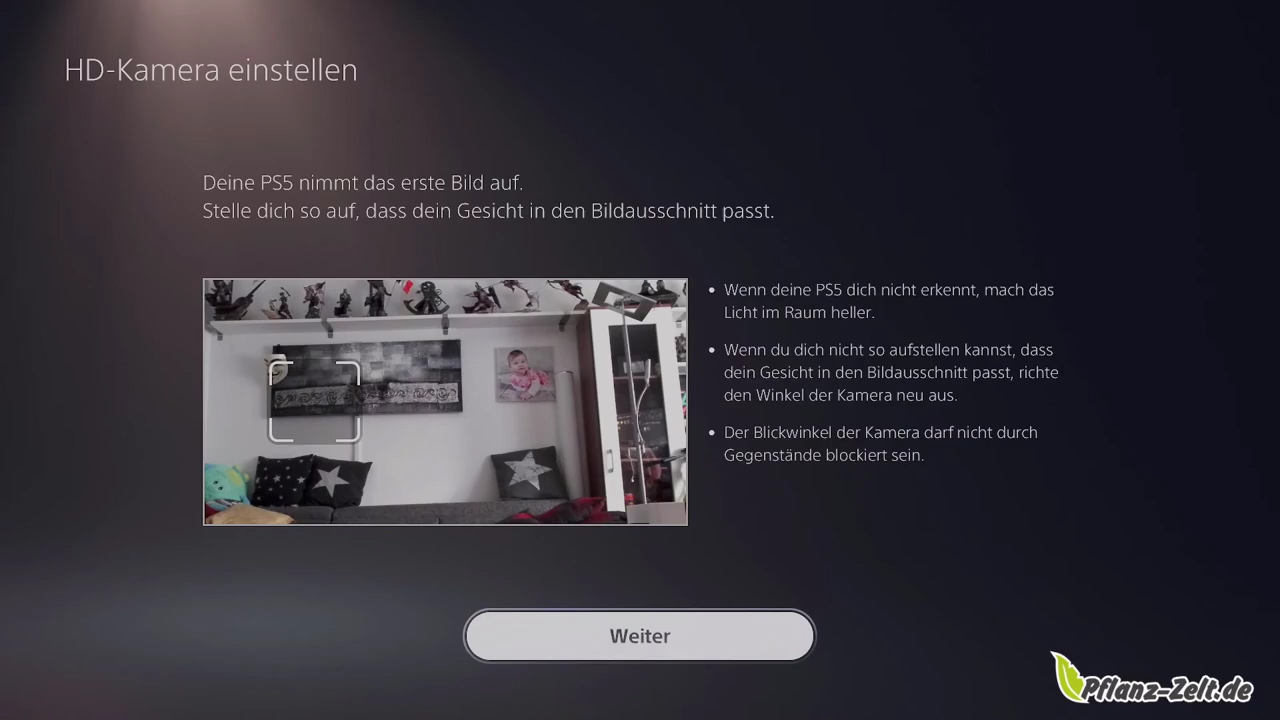 HD-Kamera einstellen
Deine PS5 nimmt das erste Bild auf.
Stelle dich so auf, dass dein Gesicht in den Bildausschnitt passt.
• Wenn deine PS5 dich nicht erkennt, mach das
Licht im Raum heller.
• Wenn du dich nicht so aufstellen kannst, dass
dein Gesicht in den Bildausschnitt passt, richte
den Winkel der Kamera neu aus.
• Der Blickwinkel der Kamera darf nicht durch
Gegenstände blockiert sein.
Weiter
Pflanz-Zelt.de